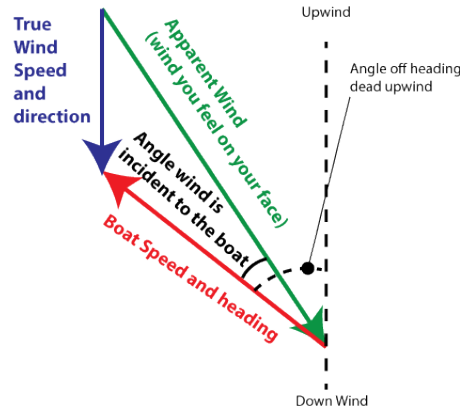 True
Wind
Speed
and
direction
Apparent Wind
(wind you feel on your face)
Angle wind is
incident to the boat
Boat Speed and heading
Upwind
Angle off heading
dead upwind
Down Wind